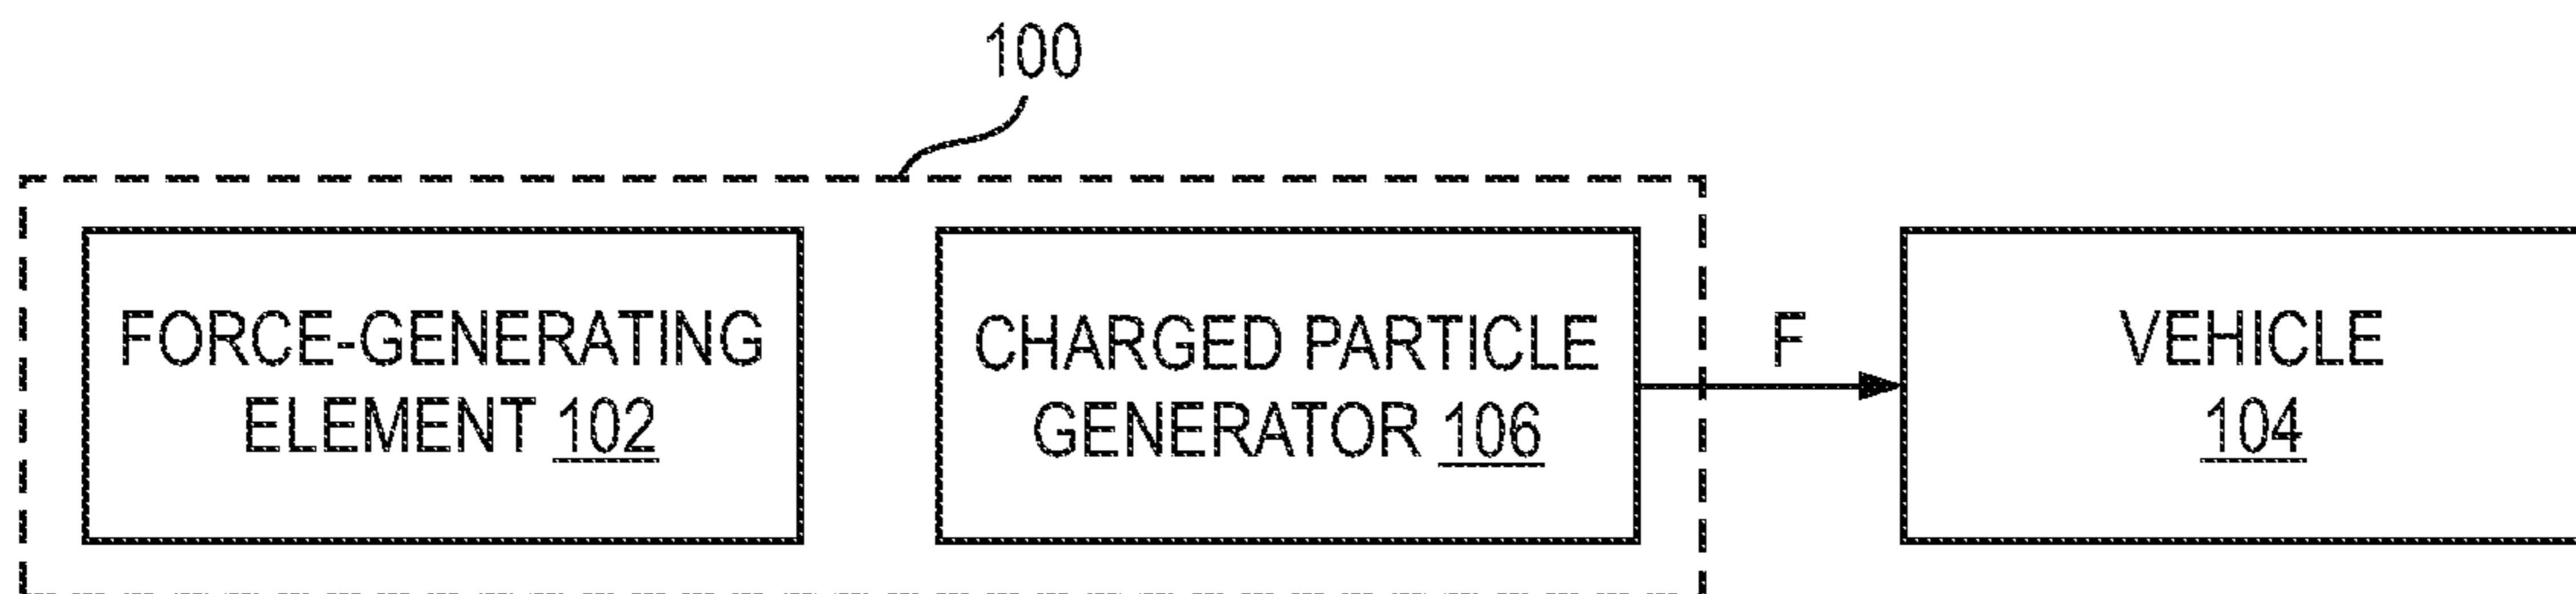 100
FORCE-GENERATING
ELEMENT 102
CHARGED PARTICLE
GENERATOR 106
F
VEHICLE
104